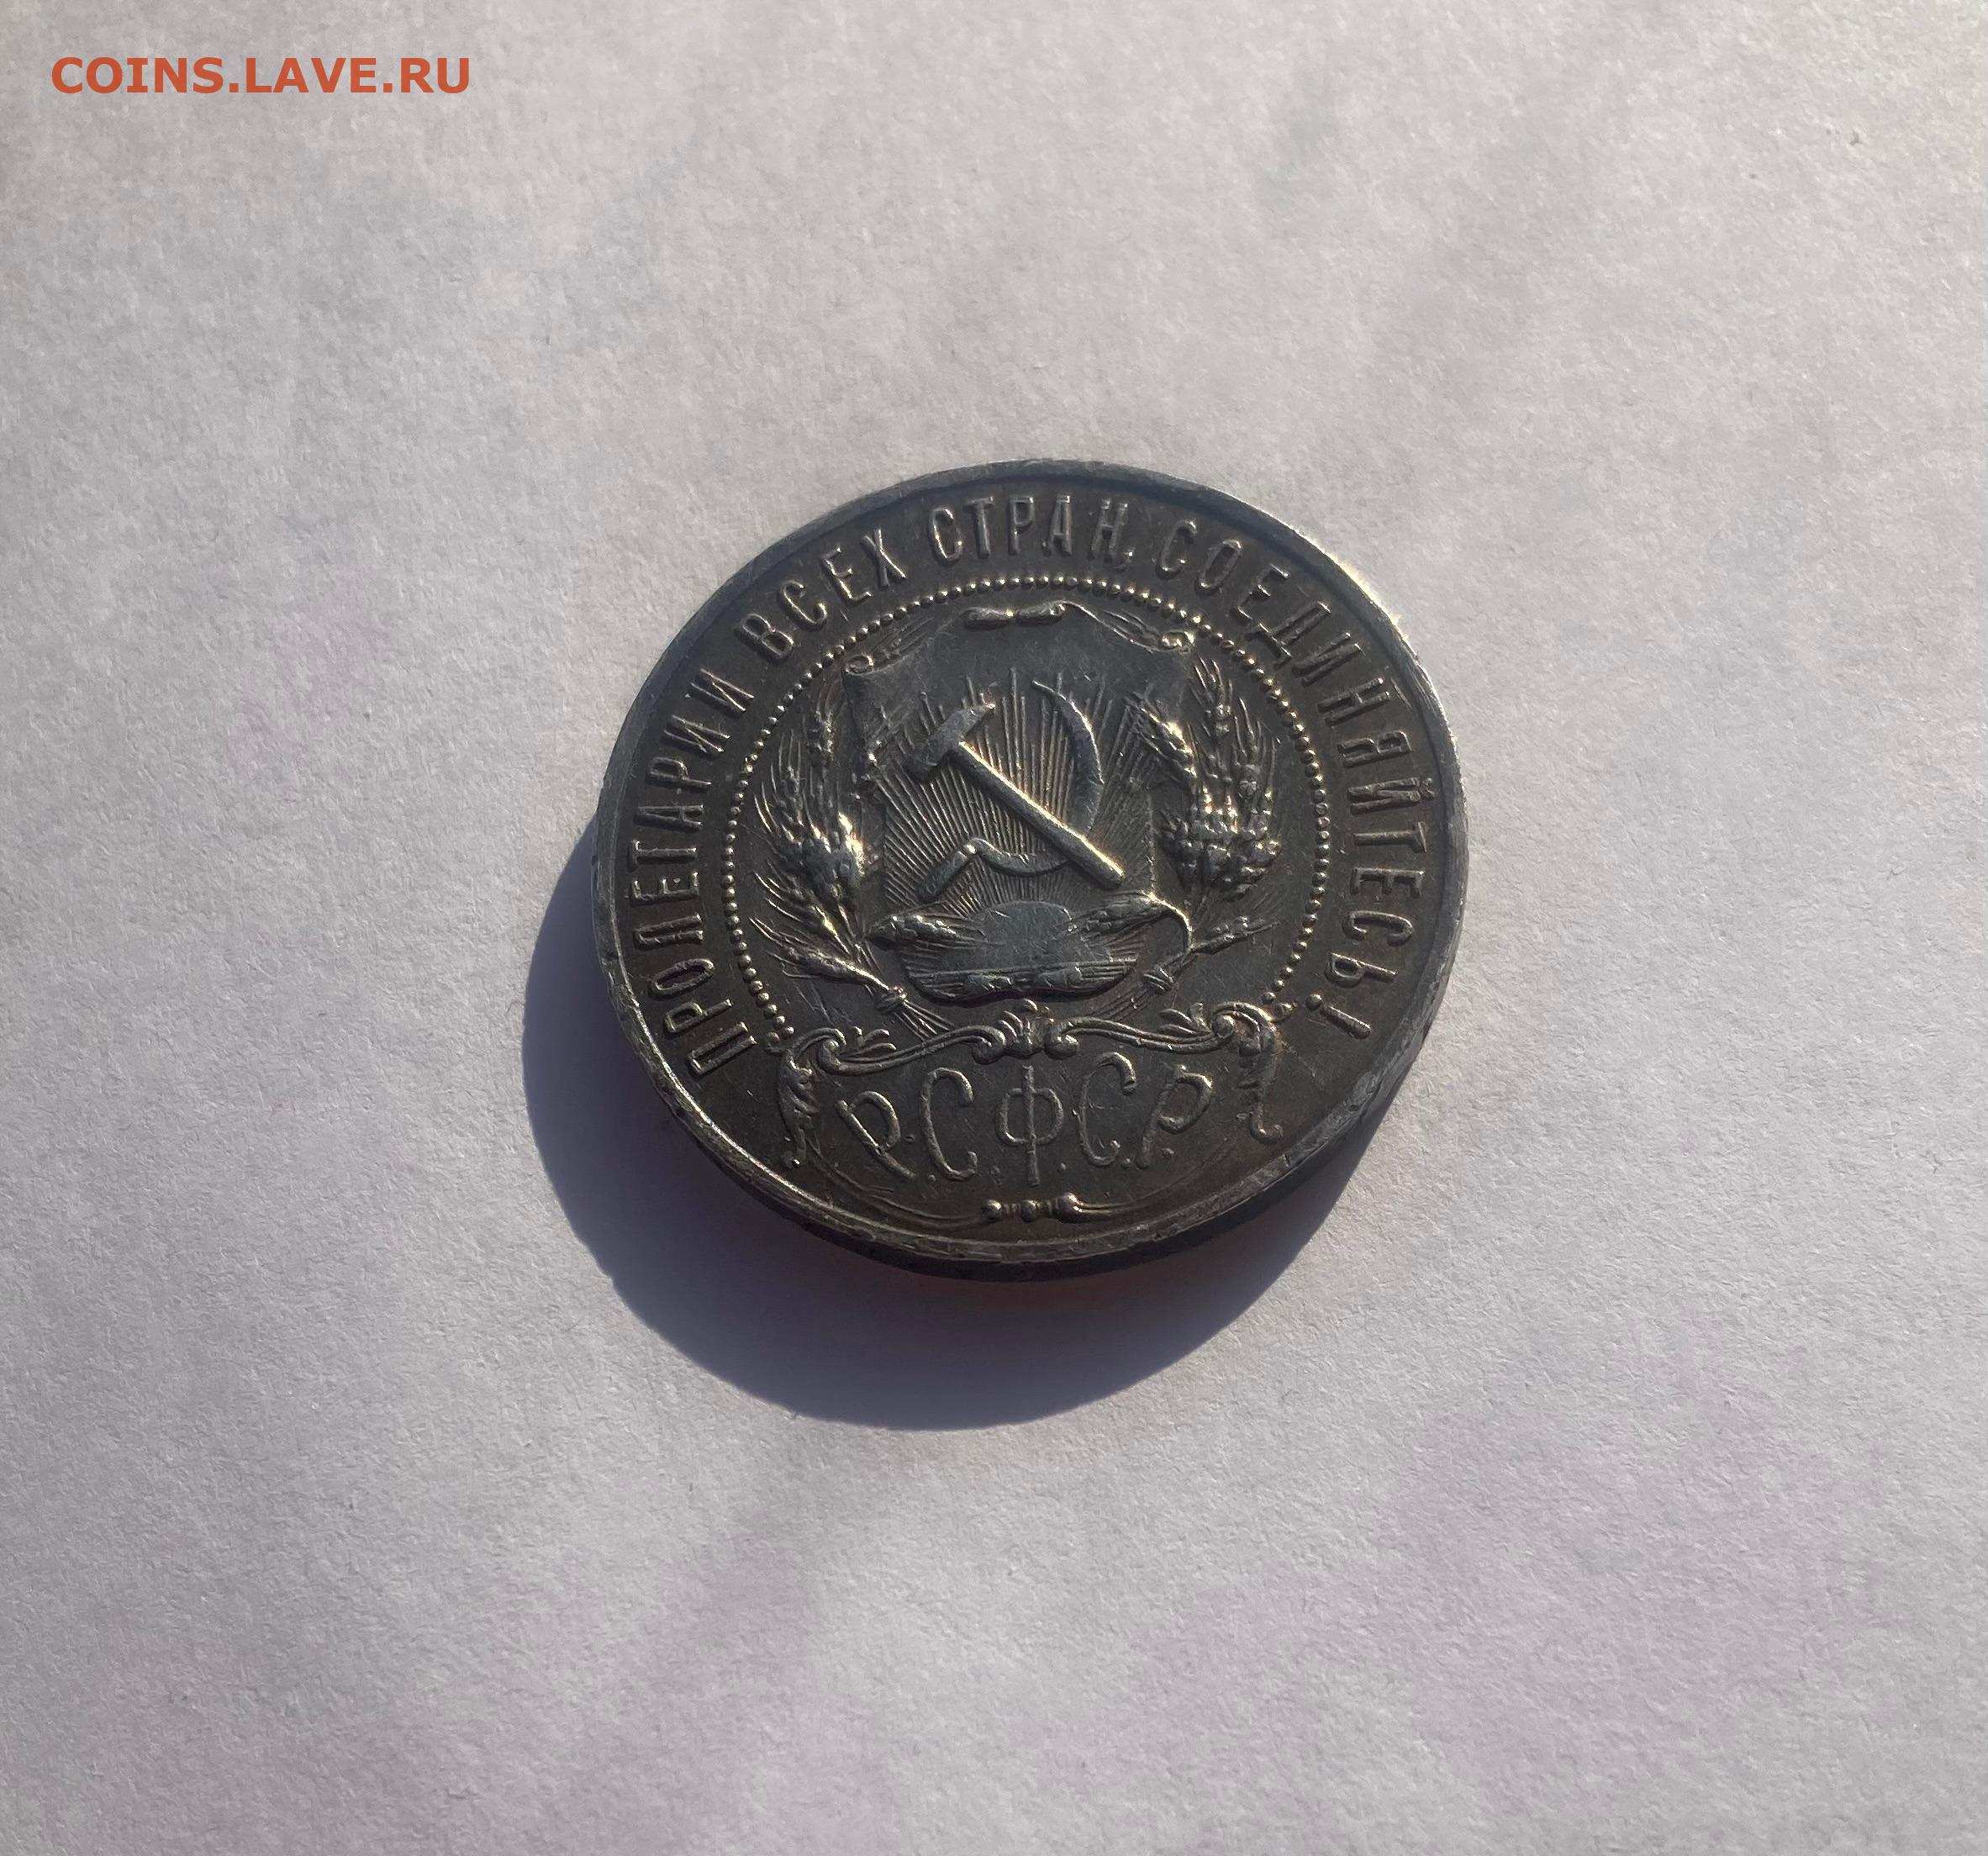 COINS.LAVE.RU
ПРОЛЕТАРИИ ВСЕХ СТРАН, СОЕДИНЯЙТЕСЬ!
Р.С.Ф.С.Р.